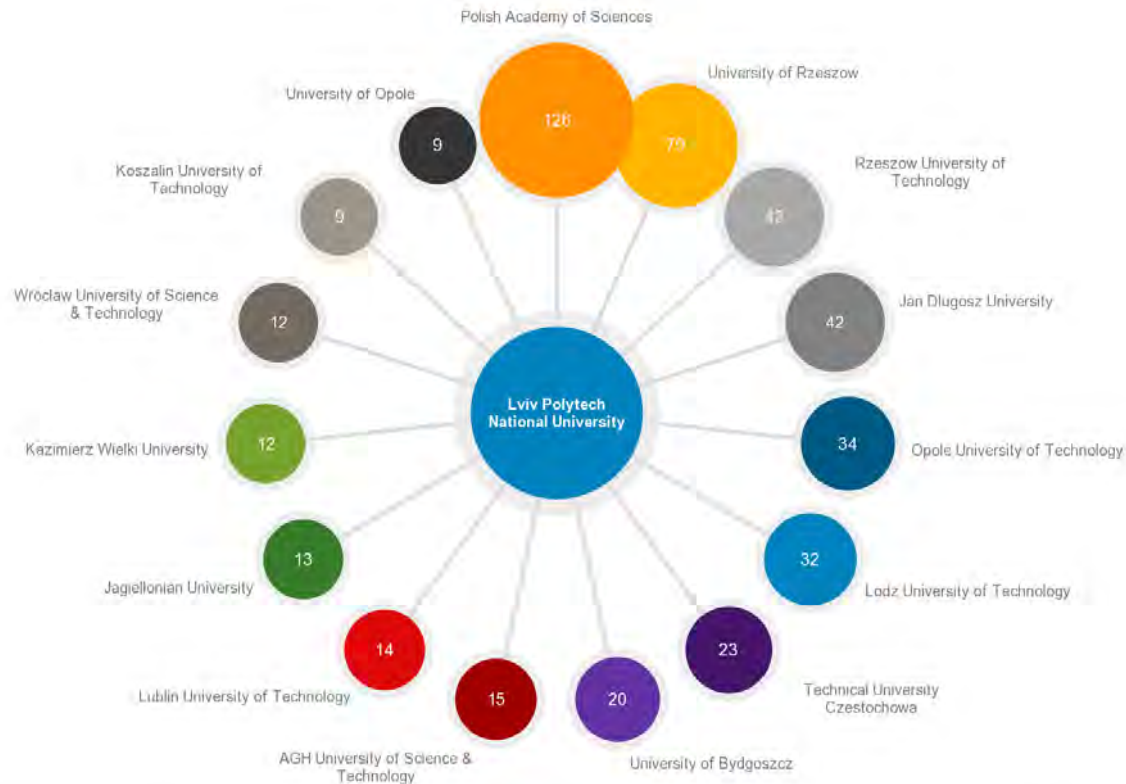 Polish Academy of Sciences
126
University of Rzeszow
79
Rzeszow University of
Technology
Jan Dlugosz University
42
Opole University of Technology
34
Lodz University of Technology
32
Technical University
Czestochowa
23
University of Bydgoszcz
20
AGH University of Science &
Technology
15
Lublin University of Technology
14
Jagiellonian University
13
Kazimierz Wielki University
12
Wroclaw University of Science
& Technology
12
Koszalin University of
Technology
9
University of Opole
9
Lviv Polytech
National University